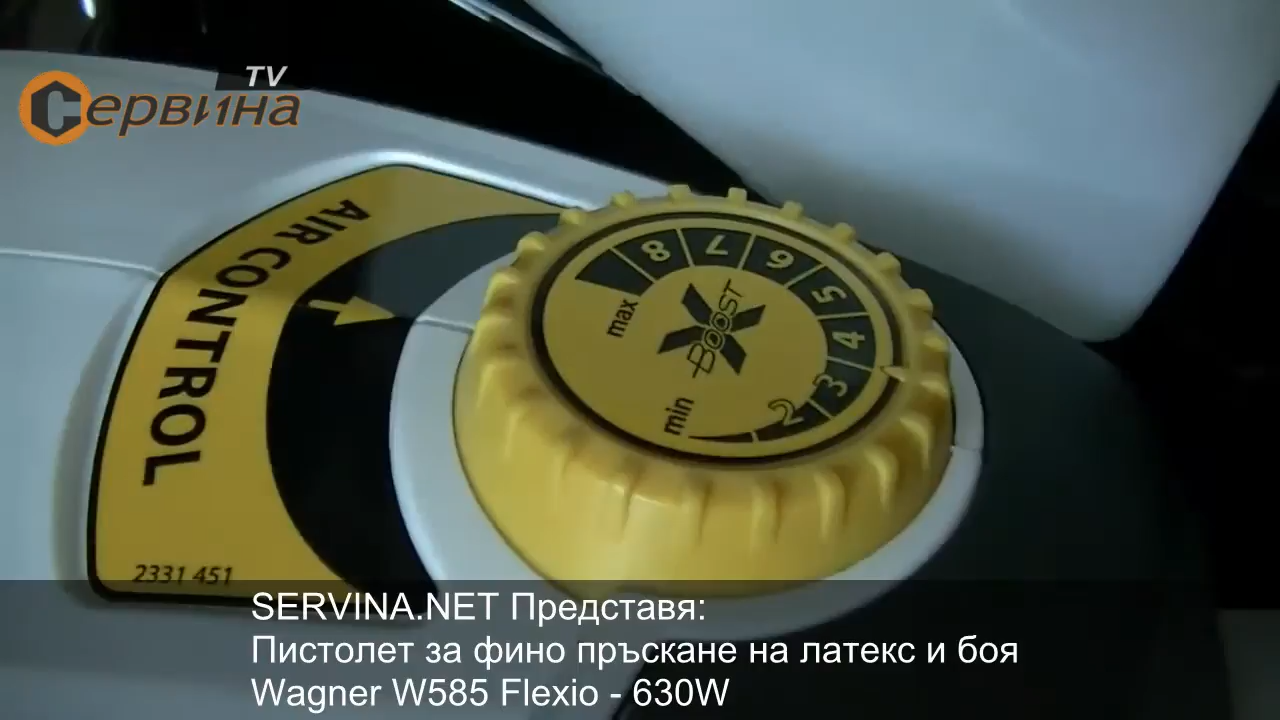 TV
Сервина
AIR CONTROL
8 7 6 5 4 3 2
max
X
BOOST
min
2331 451
SERVINA.NET Представя:
Пистолет за фино пръскане на латекс и боя
Wagner W585 Flexio - 630W